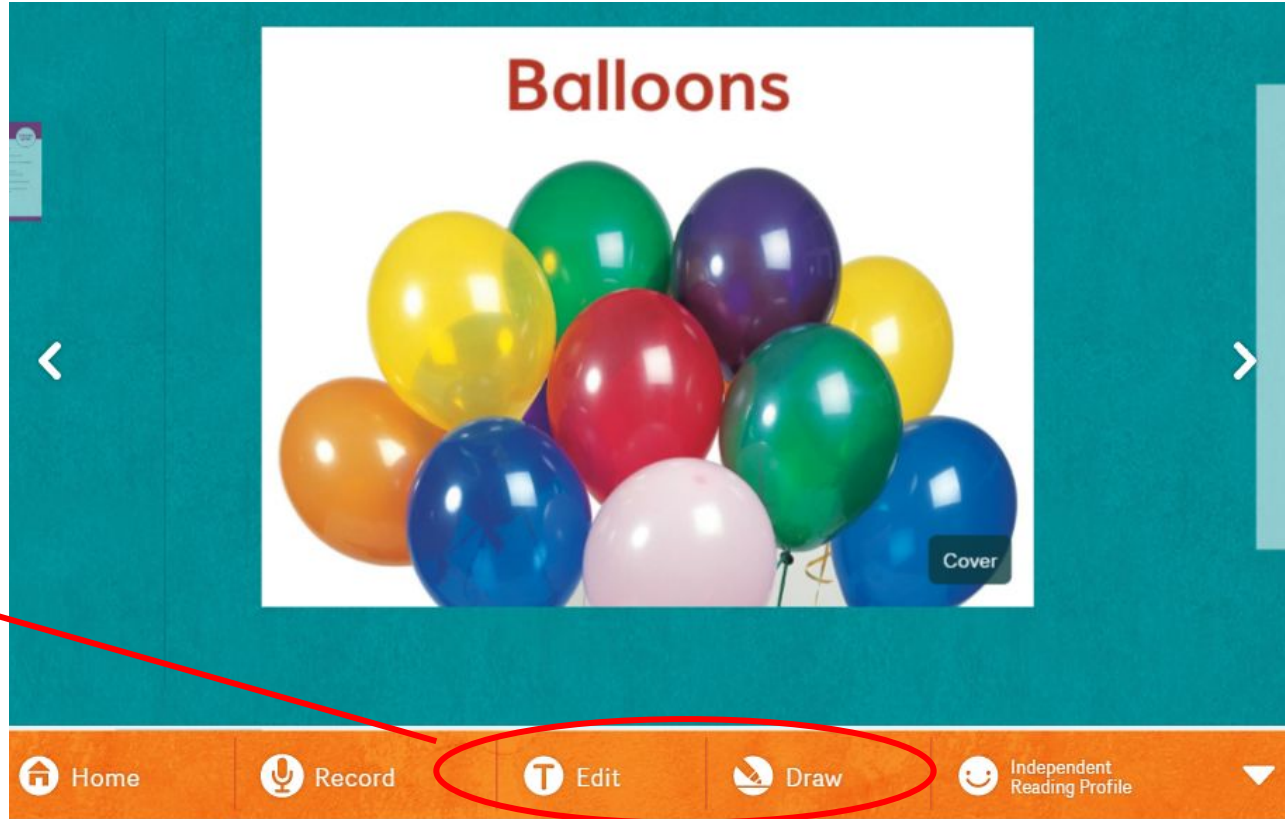 Balloons
Cover
Home
Record
Edit
Draw
Independent
Reading Profile